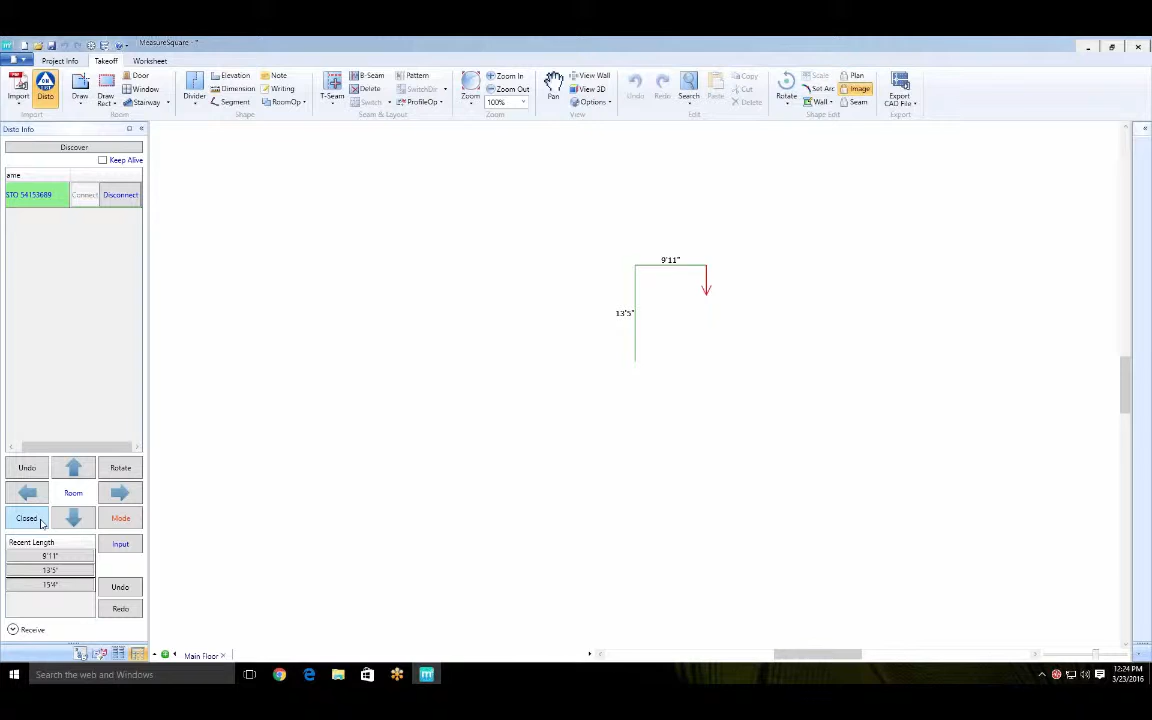 MeasureSquare - *
Project Info Takeoff Worksheet
Import Disto Draw Draw Rect Door Window Stairway Divider Elevation Dimension Segment Note Writing RoomOp T-Seam B-Seam Delete Switch Pattern SwitchDir ProfileOp Zoom Zoom In Zoom Out 100% Pan View Wall View 3D Options Undo Redo Search Paste Copy Cut Delete Rotate Scale Set Arc Wall Plan Image Seam Export CAD File
Import Room Shape Seam & Layout Zoom View Edit Shape Edit Export
Disto Info
Discover
Keep Alive
ame
STO 54153689 Connect Disconnect
9'11"
13'5"
Undo Rotate
Room
Closed Mode
Recent Length Input
9'11"
13'5"
15'4"
Undo
Redo
Receive
Main Floor
Search the web and Windows
12:24 PM
3/23/2016